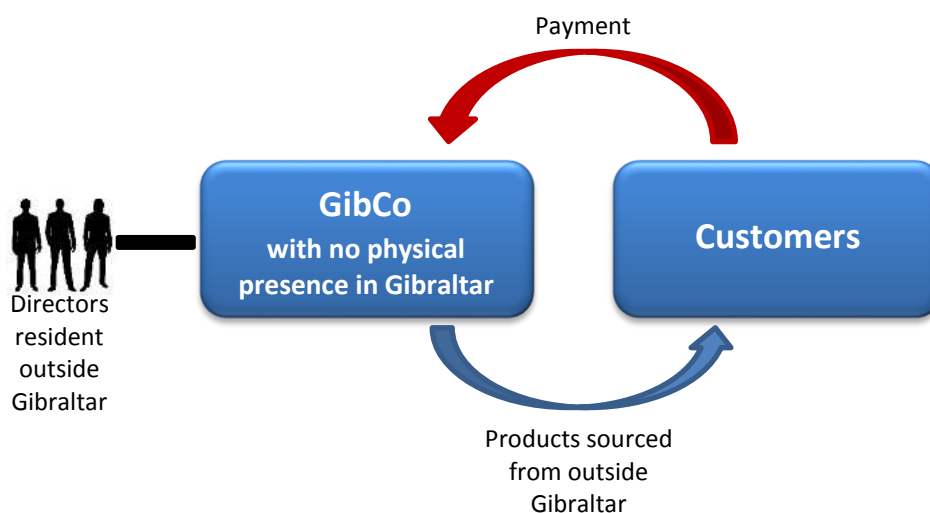 Payment
GibCo
with no physical
presence in Gibraltar
Customers
Directors
resident
outside
Gibraltar
Products sourced
from outside
Gibraltar